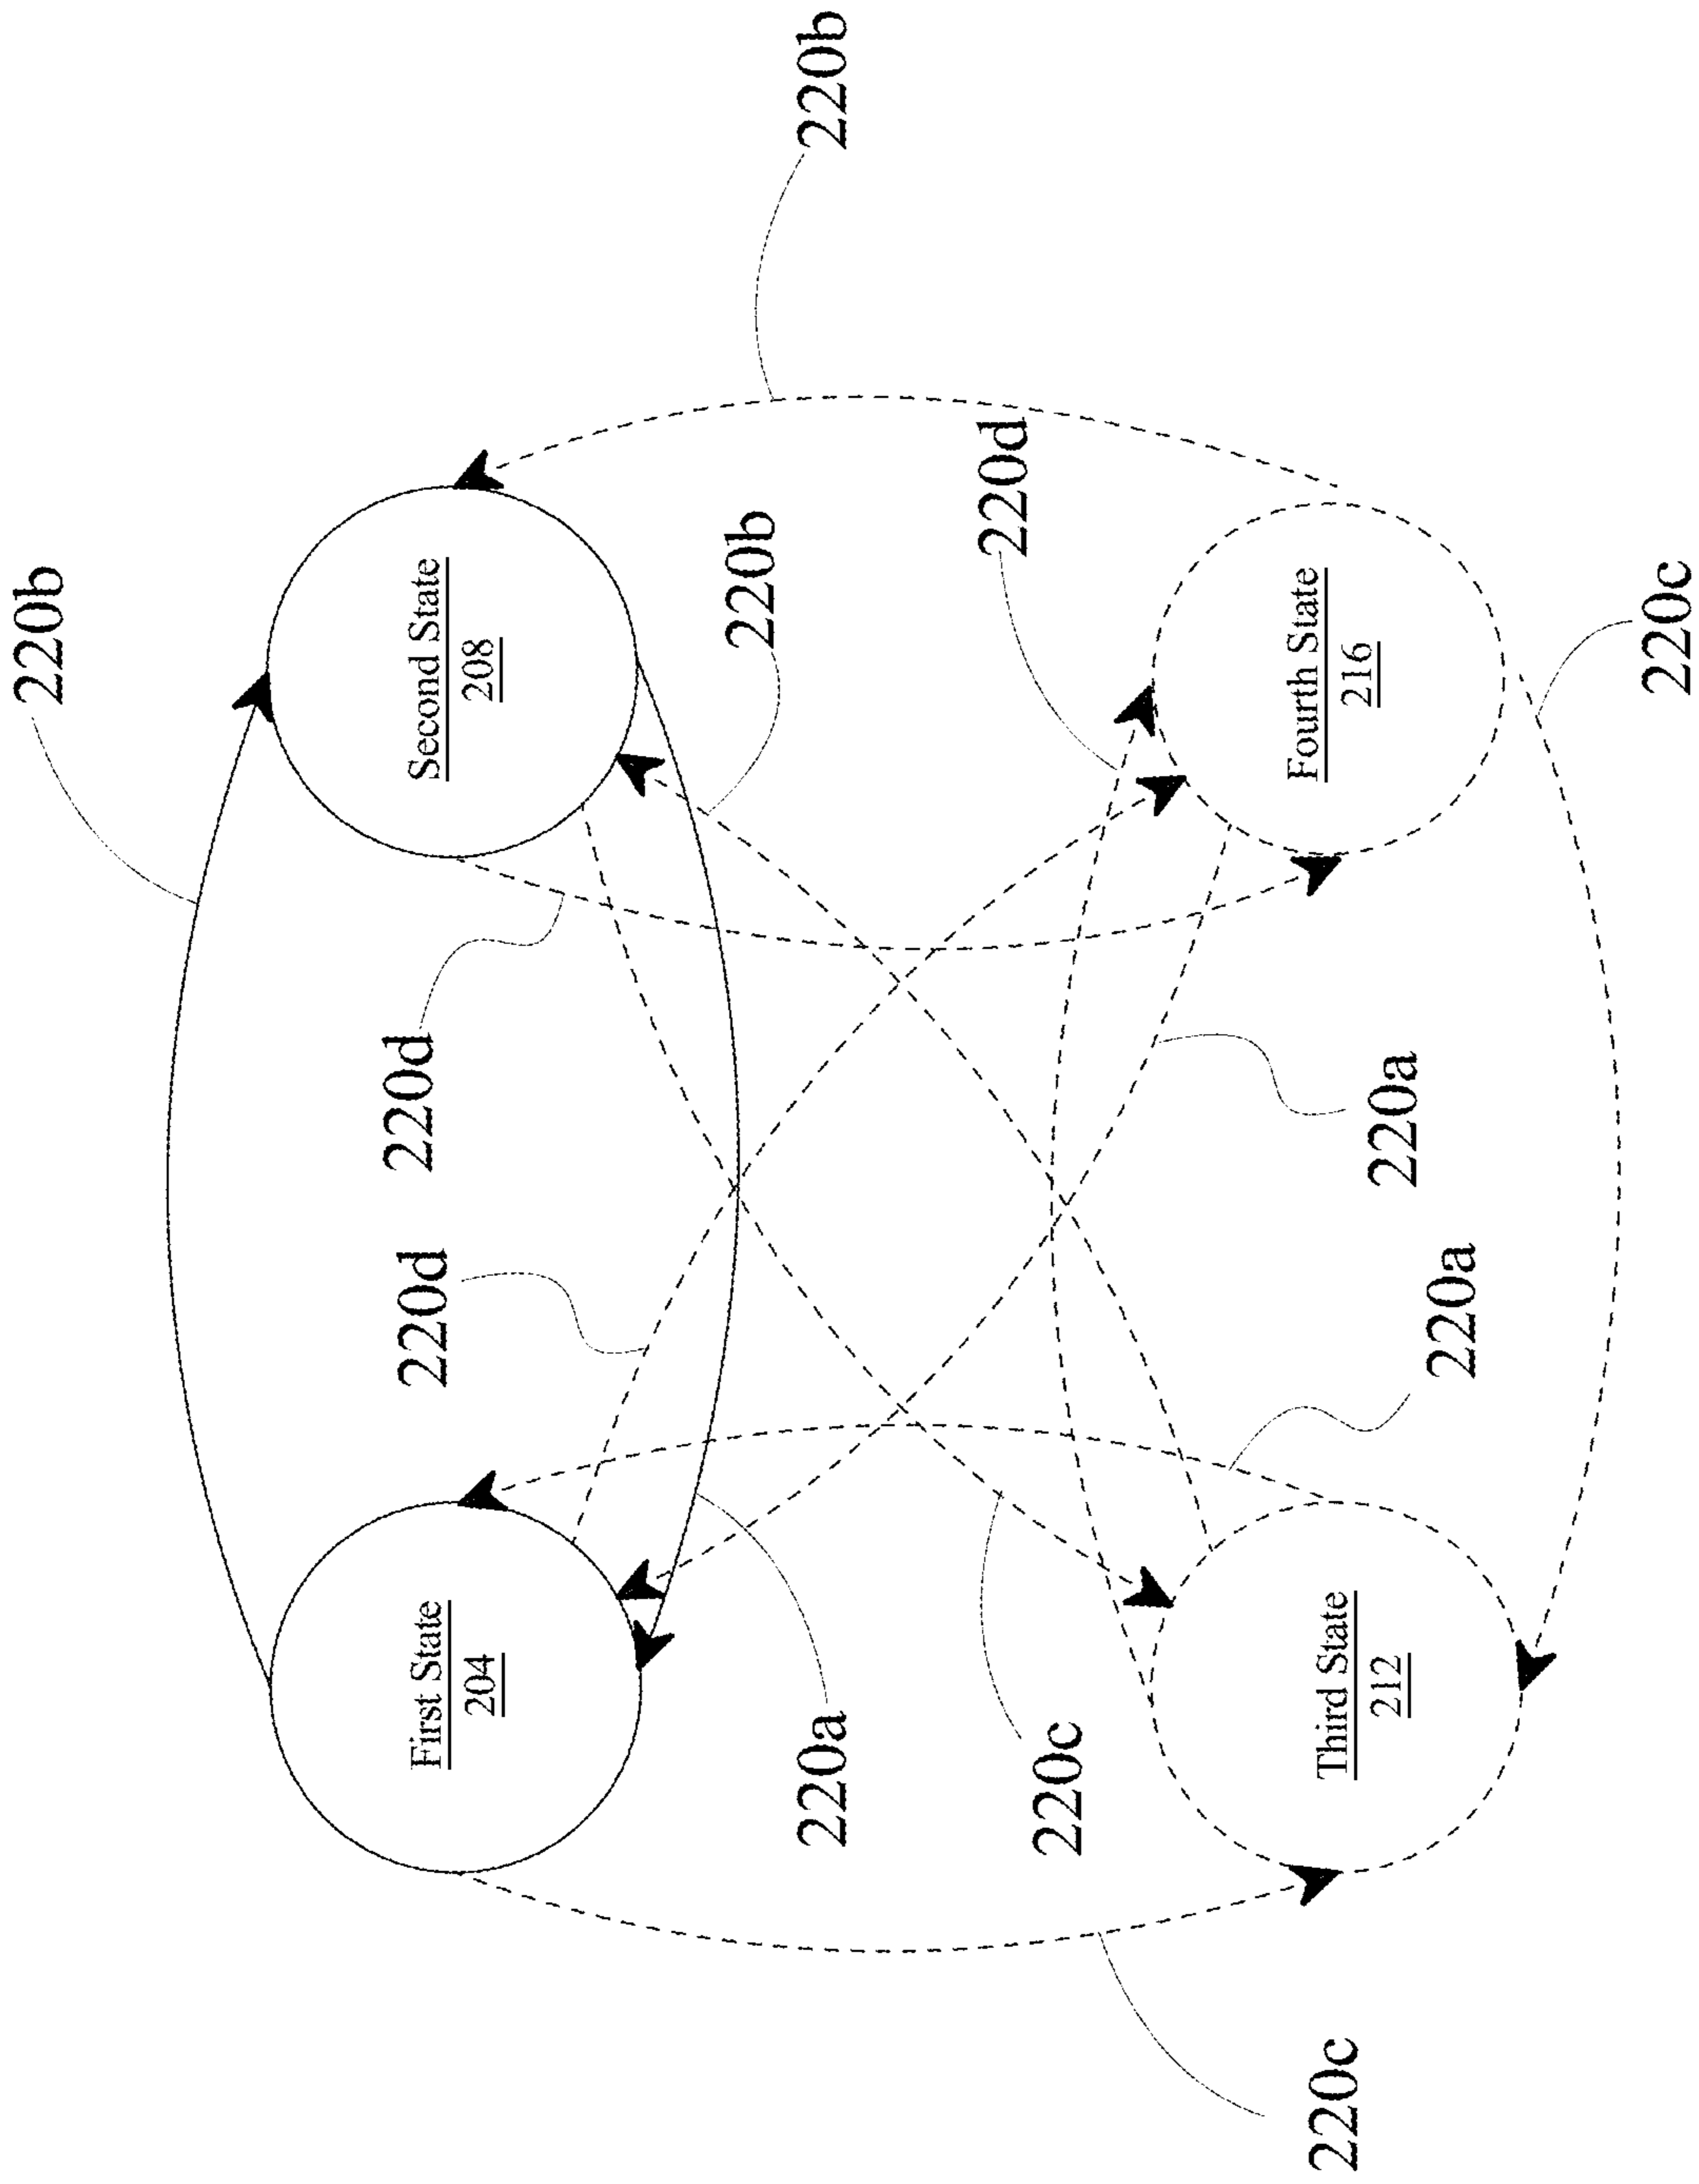 220b
First State
204
220d
220d
Second State
208
220b
220a
220b
220c
220d
220c
Third State
212
220a
220a
Fourth State
216
220c